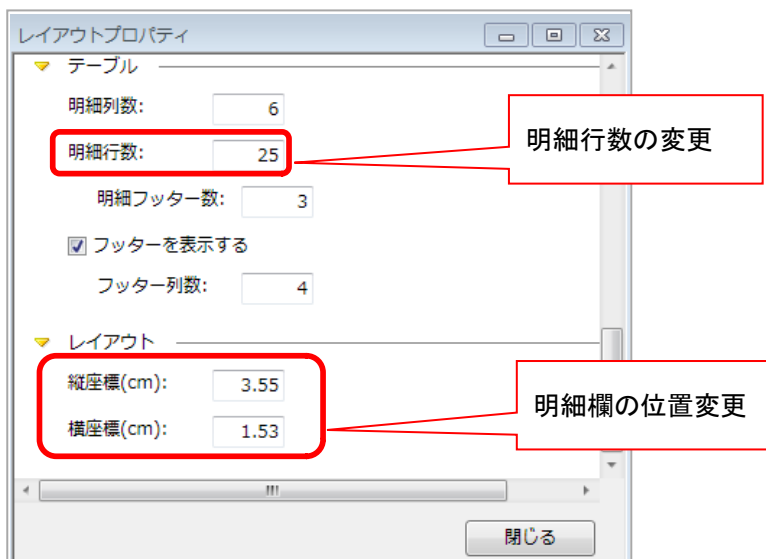 レイアウトプロパティ
テーブル
明細列数: 6
明細行数: 25
明細行数の変更
明細フッター数: 3
フッターを表示する
フッター列数: 4
レイアウト
縦座標(cm): 3.55
明細欄の位置変更
横座標(cm): 1.53
閉じる